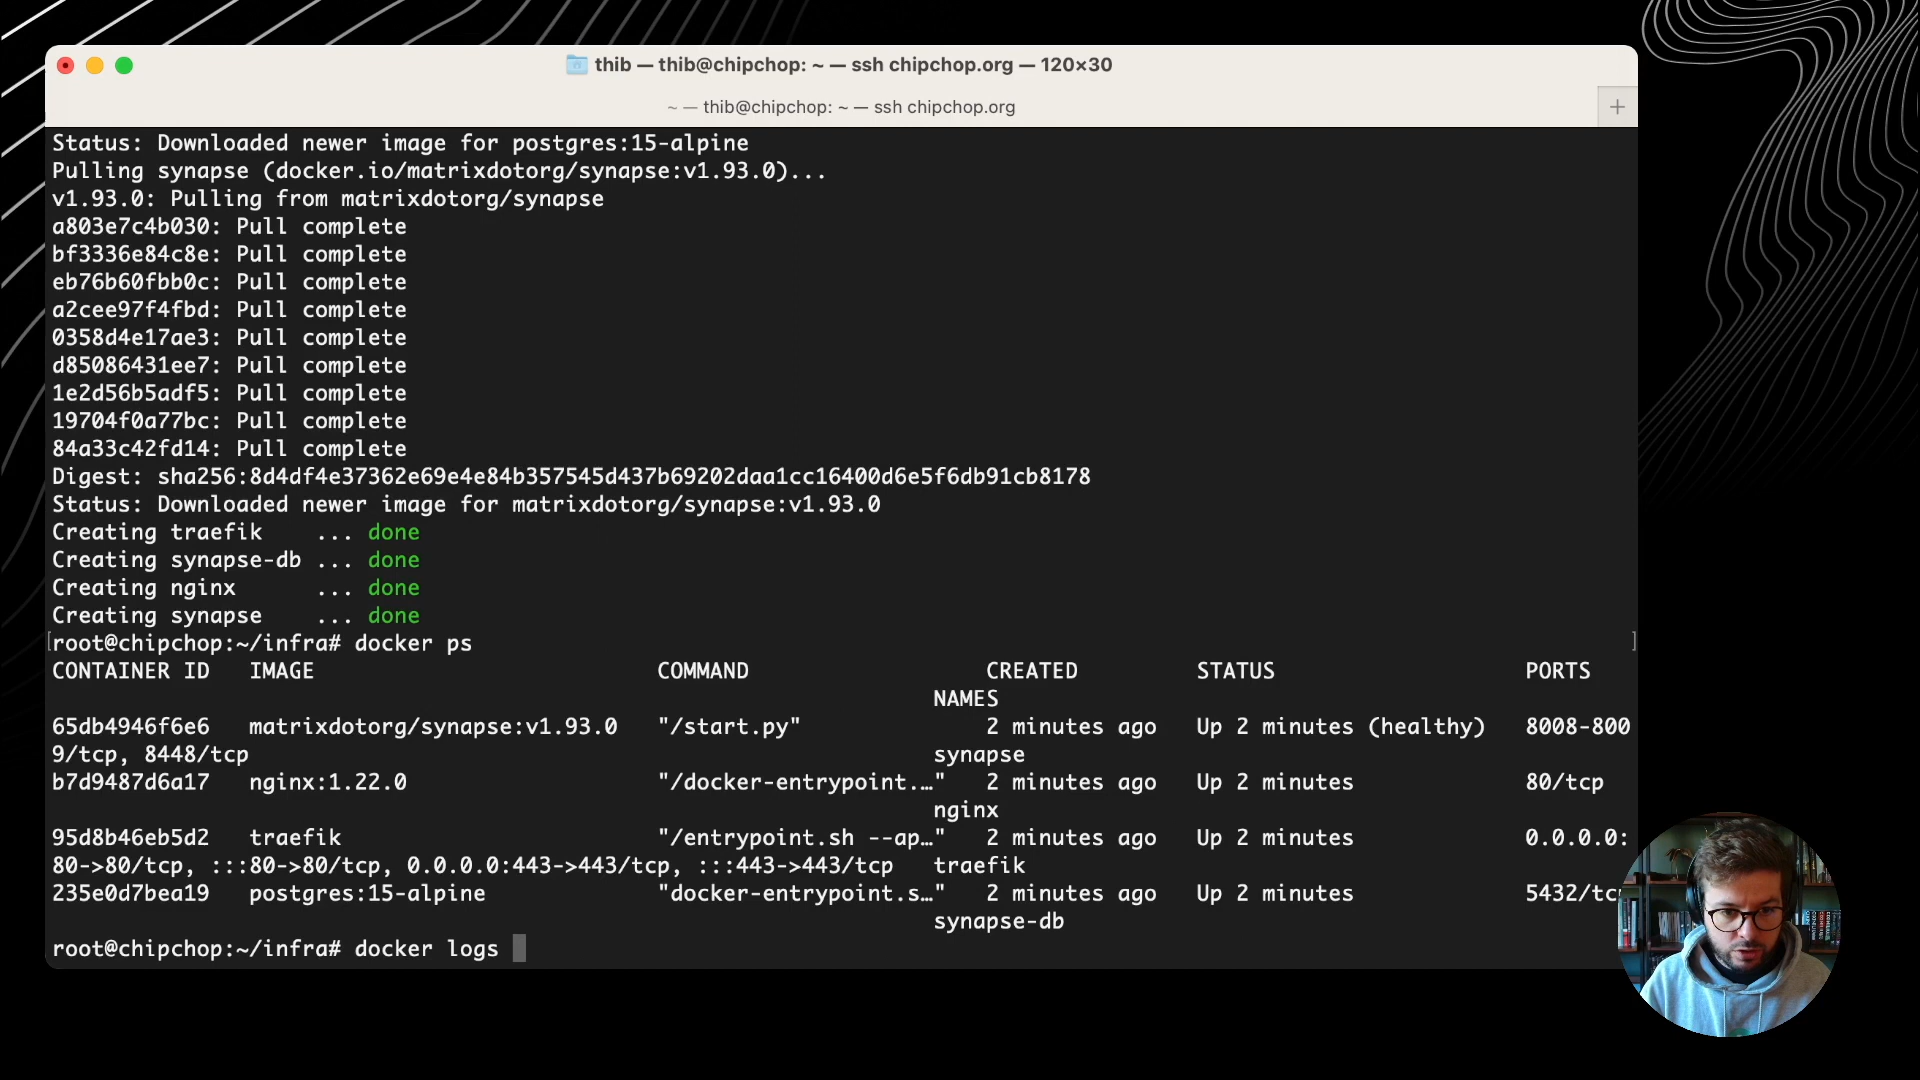 thib — thib@chipchop: ~ — ssh chipchop.org — 120×30
~ — thib@chipchop: ~ — ssh chipchop.org
+
Status: Downloaded newer image for postgres:15-alpine
Pulling synapse (docker.io/matrixdotorg/synapse:v1.93.0)...
v1.93.0: Pulling from matrixdotorg/synapse
a803e7c4b030: Pull complete
bf3336e84c8e: Pull complete
eb76b60fbb0c: Pull complete
a2cee97f4fbd: Pull complete
0358d4e17ae3: Pull complete
d85086431ee7: Pull complete
1e2d56b5adf5: Pull complete
19704f0a77bc: Pull complete
84a33c42fd14: Pull complete
Digest: sha256:8d4df4e37362e69e4e84b357545d437b69202daa1cc16400d6e5f6db91cb8178
Status: Downloaded newer image for matrixdotorg/synapse:v1.93.0
Creating traefik    ... done
Creating synapse-db ... done
Creating nginx      ... done
Creating synapse    ... done
[root@chipchop:~/infra# docker ps ]
CONTAINER ID   IMAGE                          COMMAND                  CREATED         STATUS                   PORTS
NAMES
65db4946f6e6   matrixdotorg/synapse:v1.93.0   "/start.py"              2 minutes ago   Up 2 minutes (healthy)   8008-800
9/tcp, 8448/tcp                                                    synapse
b7d9487d6a17   nginx:1.22.0                   "/docker-entrypoint.…"   2 minutes ago   Up 2 minutes             80/tcp
nginx
95d8b46eb5d2   traefik                        "/entrypoint.sh --ap…"   2 minutes ago   Up 2 minutes             0.0.0.0:
80->80/tcp, :::80->80/tcp, 0.0.0.0:443->443/tcp, :::443->443/tcp   traefik
235e0d7bea19   postgres:15-alpine             "docker-entrypoint.s…"   2 minutes ago   Up 2 minutes             5432/tcp
synapse-db
root@chipchop:~/infra# docker logs